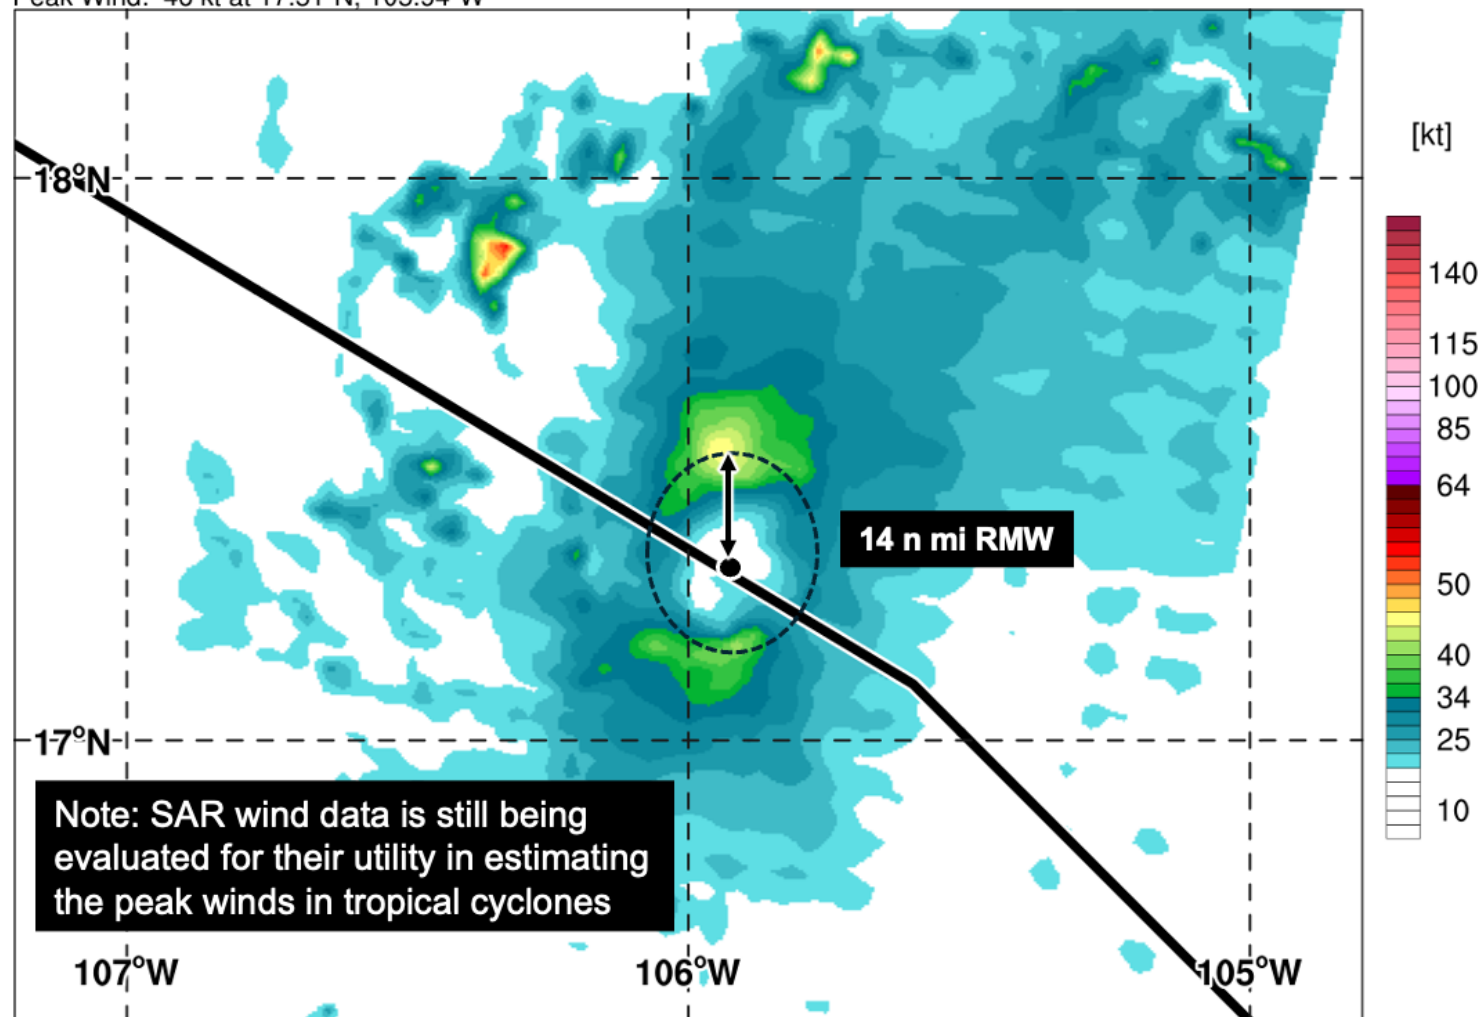 [kt]
18°N
140
115
100
85
64
14 n mi RMW
50
40
34
17°N
25
Note: SAR wind data is still being
evaluated for their utility in estimating
the peak winds in tropical cyclones
10
107°W 106°W 105°W